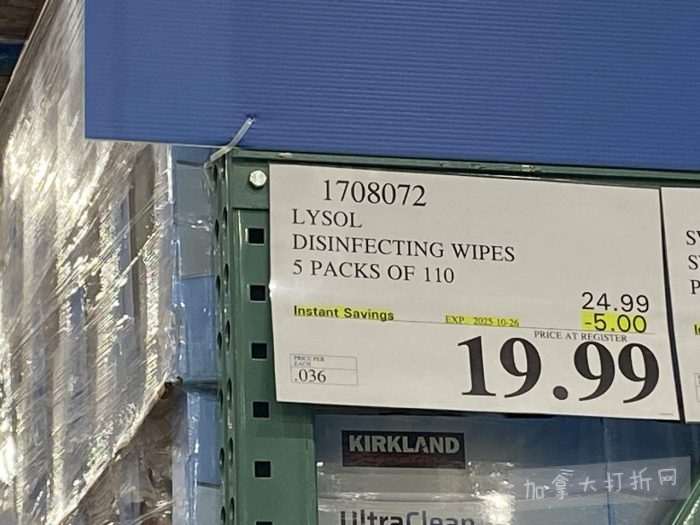 1708072
LYSOL
DISINFECTING WIPES
5 PACKS OF 110
24.99
Instant Savings EXP. 2025-10-26 -5.00
PRICE AT REGISTER
19.99
PRICE PER
EACH
.036
KIRKLAND
UltraClean
加拿大打折网